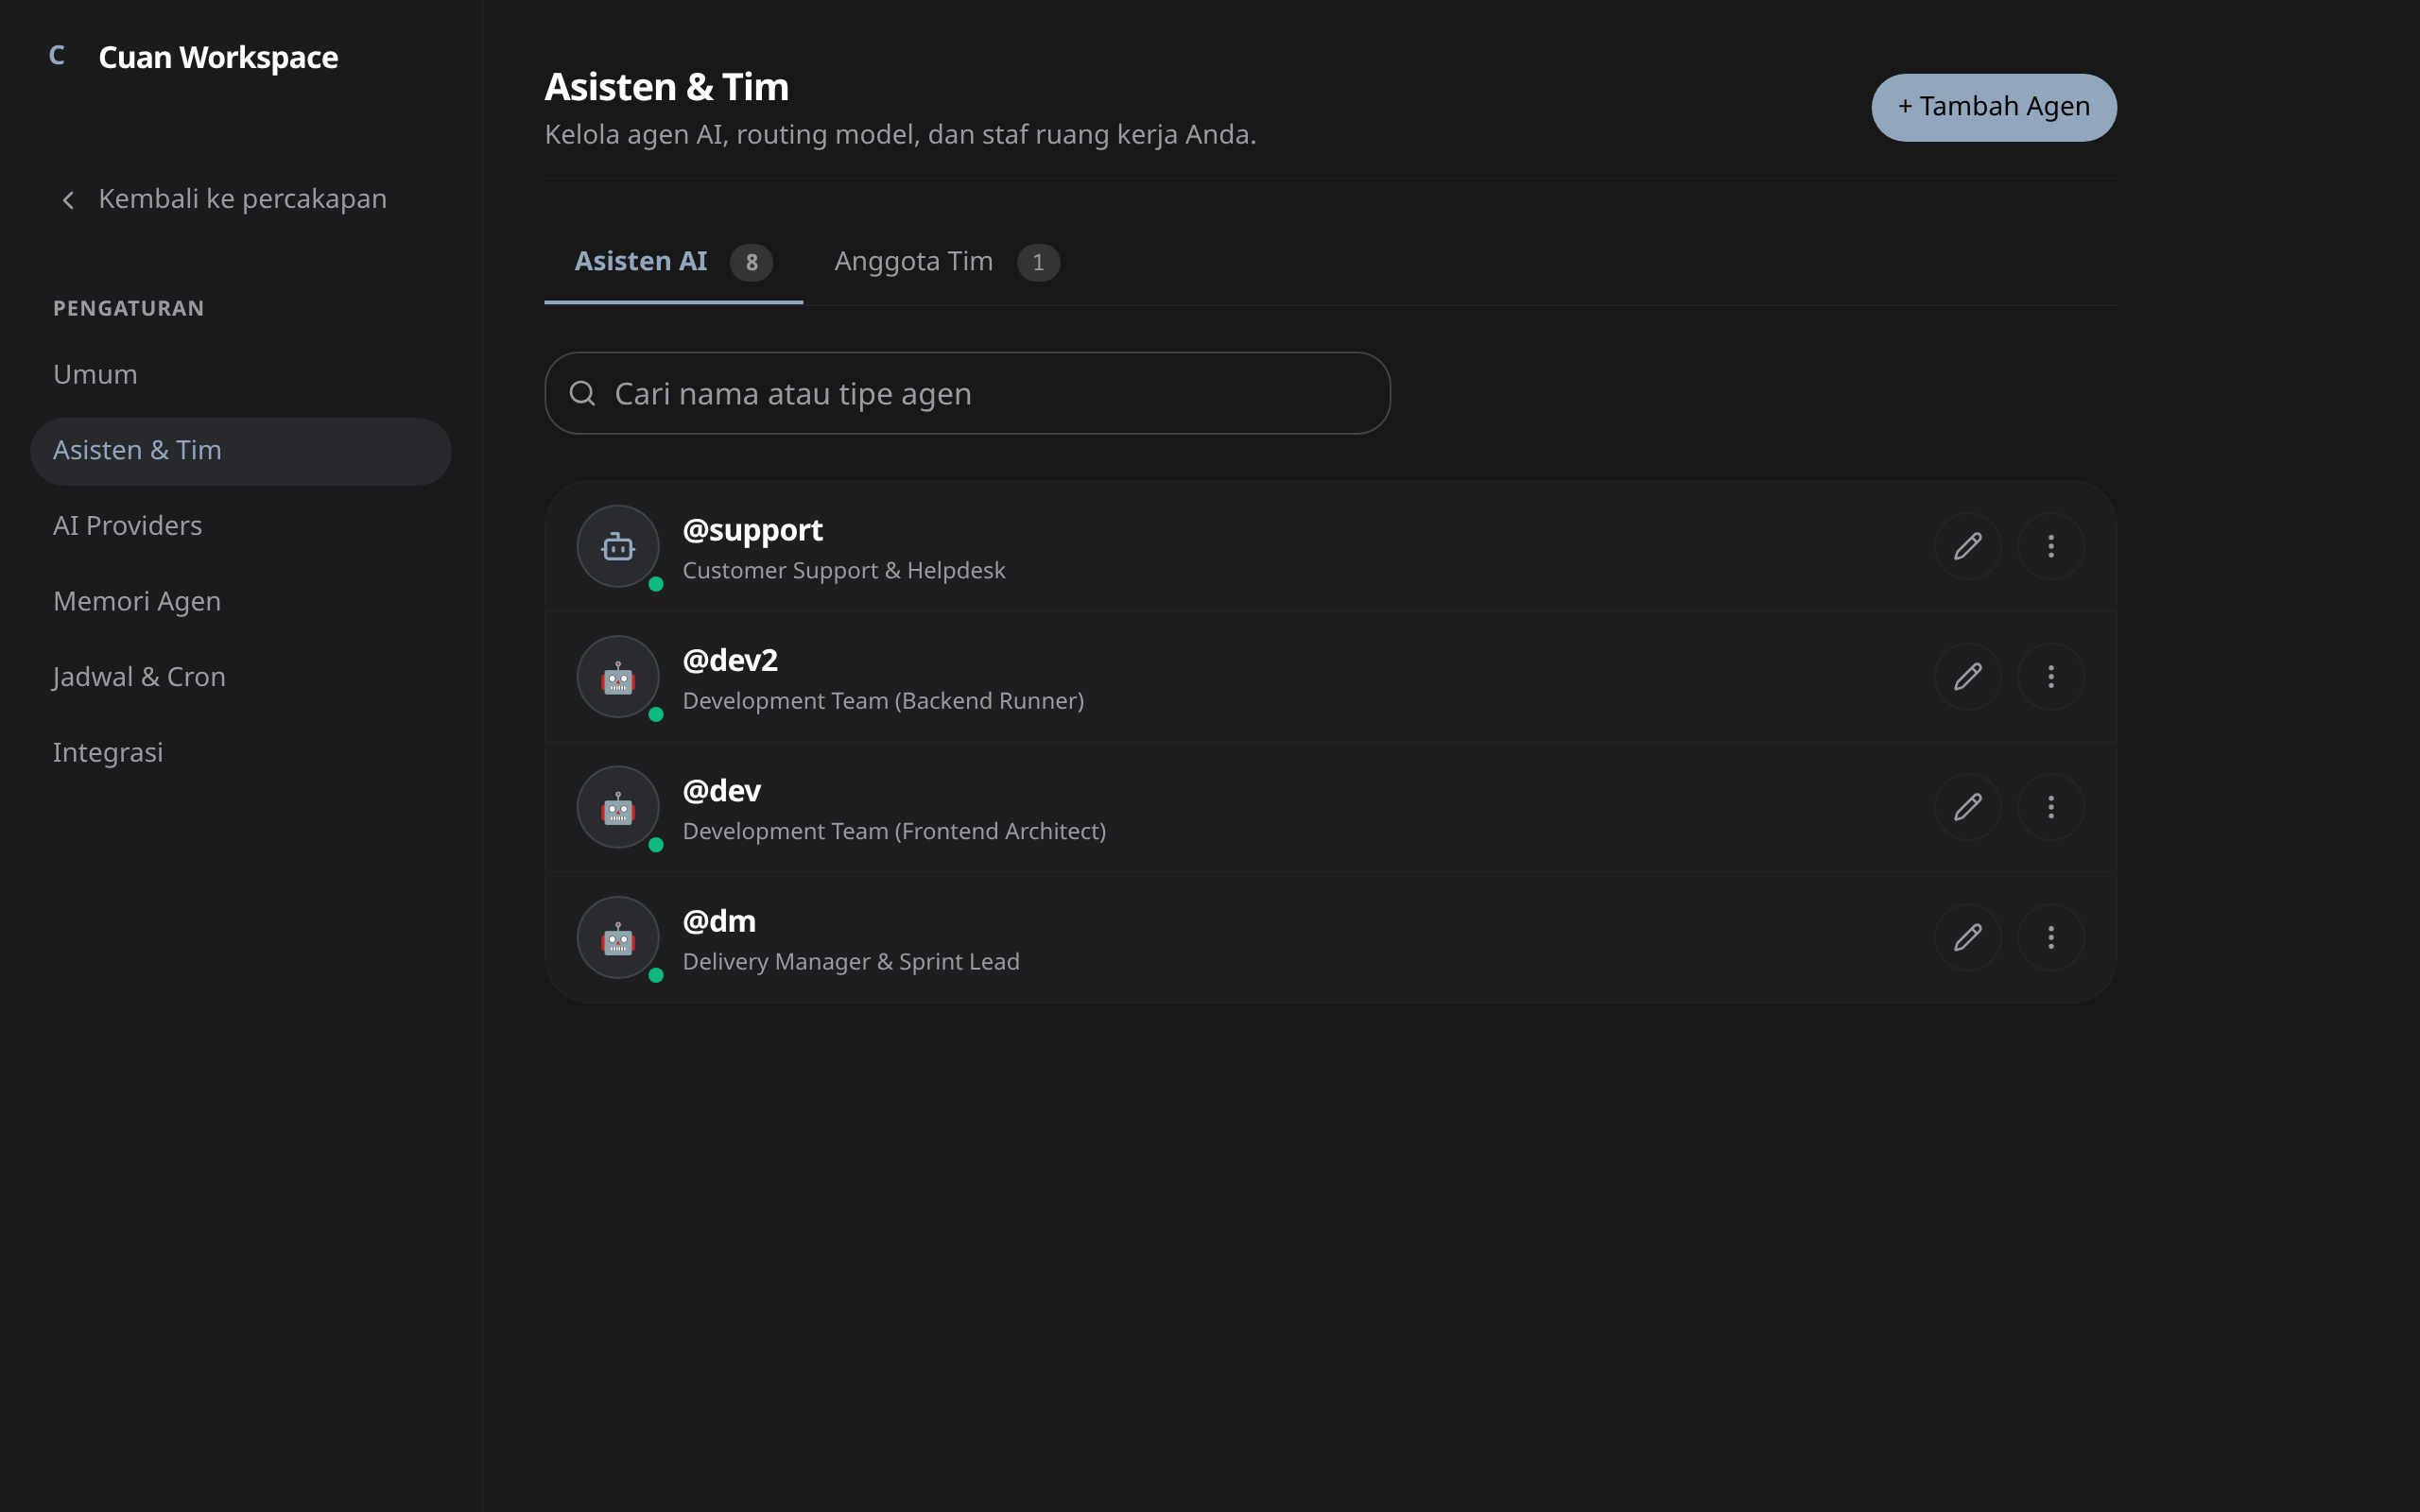 C Cuan Workspace
Kembali ke percakapan
PENGATURAN
Umum
Asisten & Tim
AI Providers
Memori Agen
Jadwal & Cron
Integrasi
Asisten & Tim
Kelola agen AI, routing model, dan staf ruang kerja Anda.
+ Tambah Agen
Asisten AI 8 Anggota Tim 1
Cari nama atau tipe agen
@support
Customer Support & Helpdesk
@dev2
Development Team (Backend Runner)
@dev
Development Team (Frontend Architect)
@dm
Delivery Manager & Sprint Lead